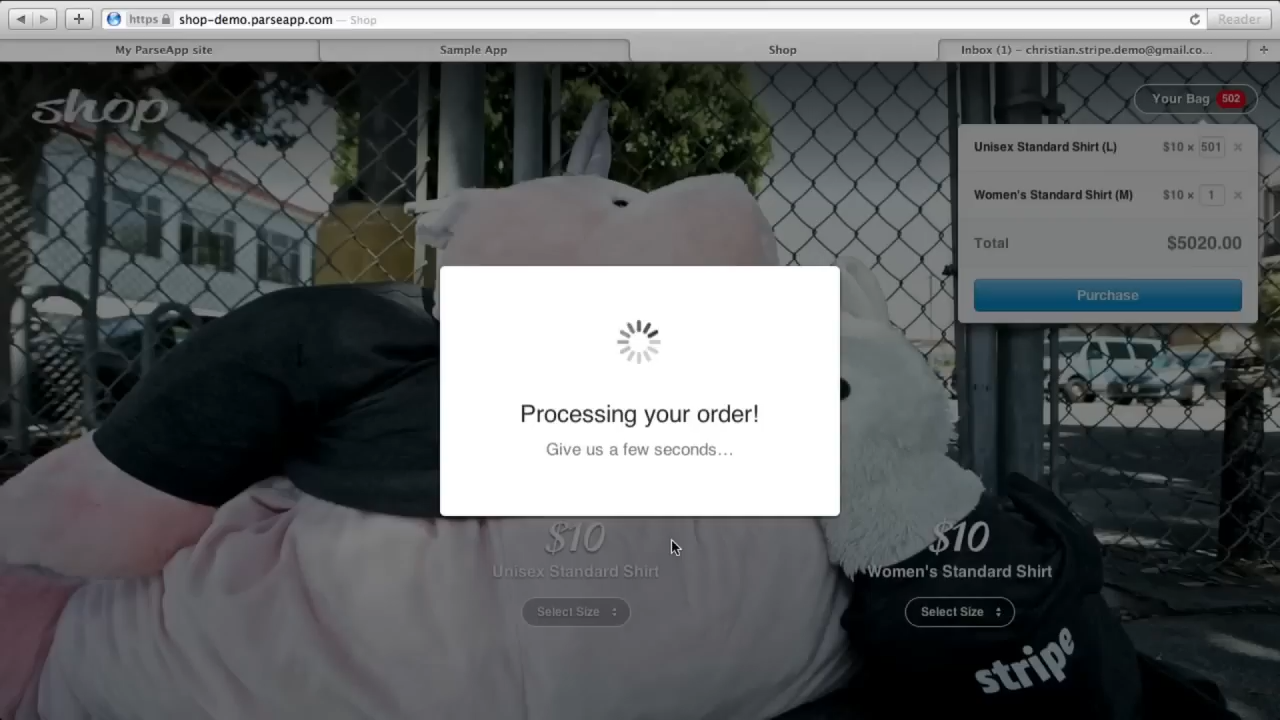 https shop-demo.parseapp.com — Shop
Reader
My ParseApp site
Sample App
Shop
Inbox (1) – christian.stripe.demo@gmail.co...
shop
Your Bag 502
Unisex Standard Shirt (L) $10 × 501 ×
Women's Standard Shirt (M) $10 × 1 ×
Total $5020.00
Purchase
Processing your order!
Give us a few seconds...
$10
Unisex Standard Shirt
Select Size
$10
Women's Standard Shirt
Select Size
stripe